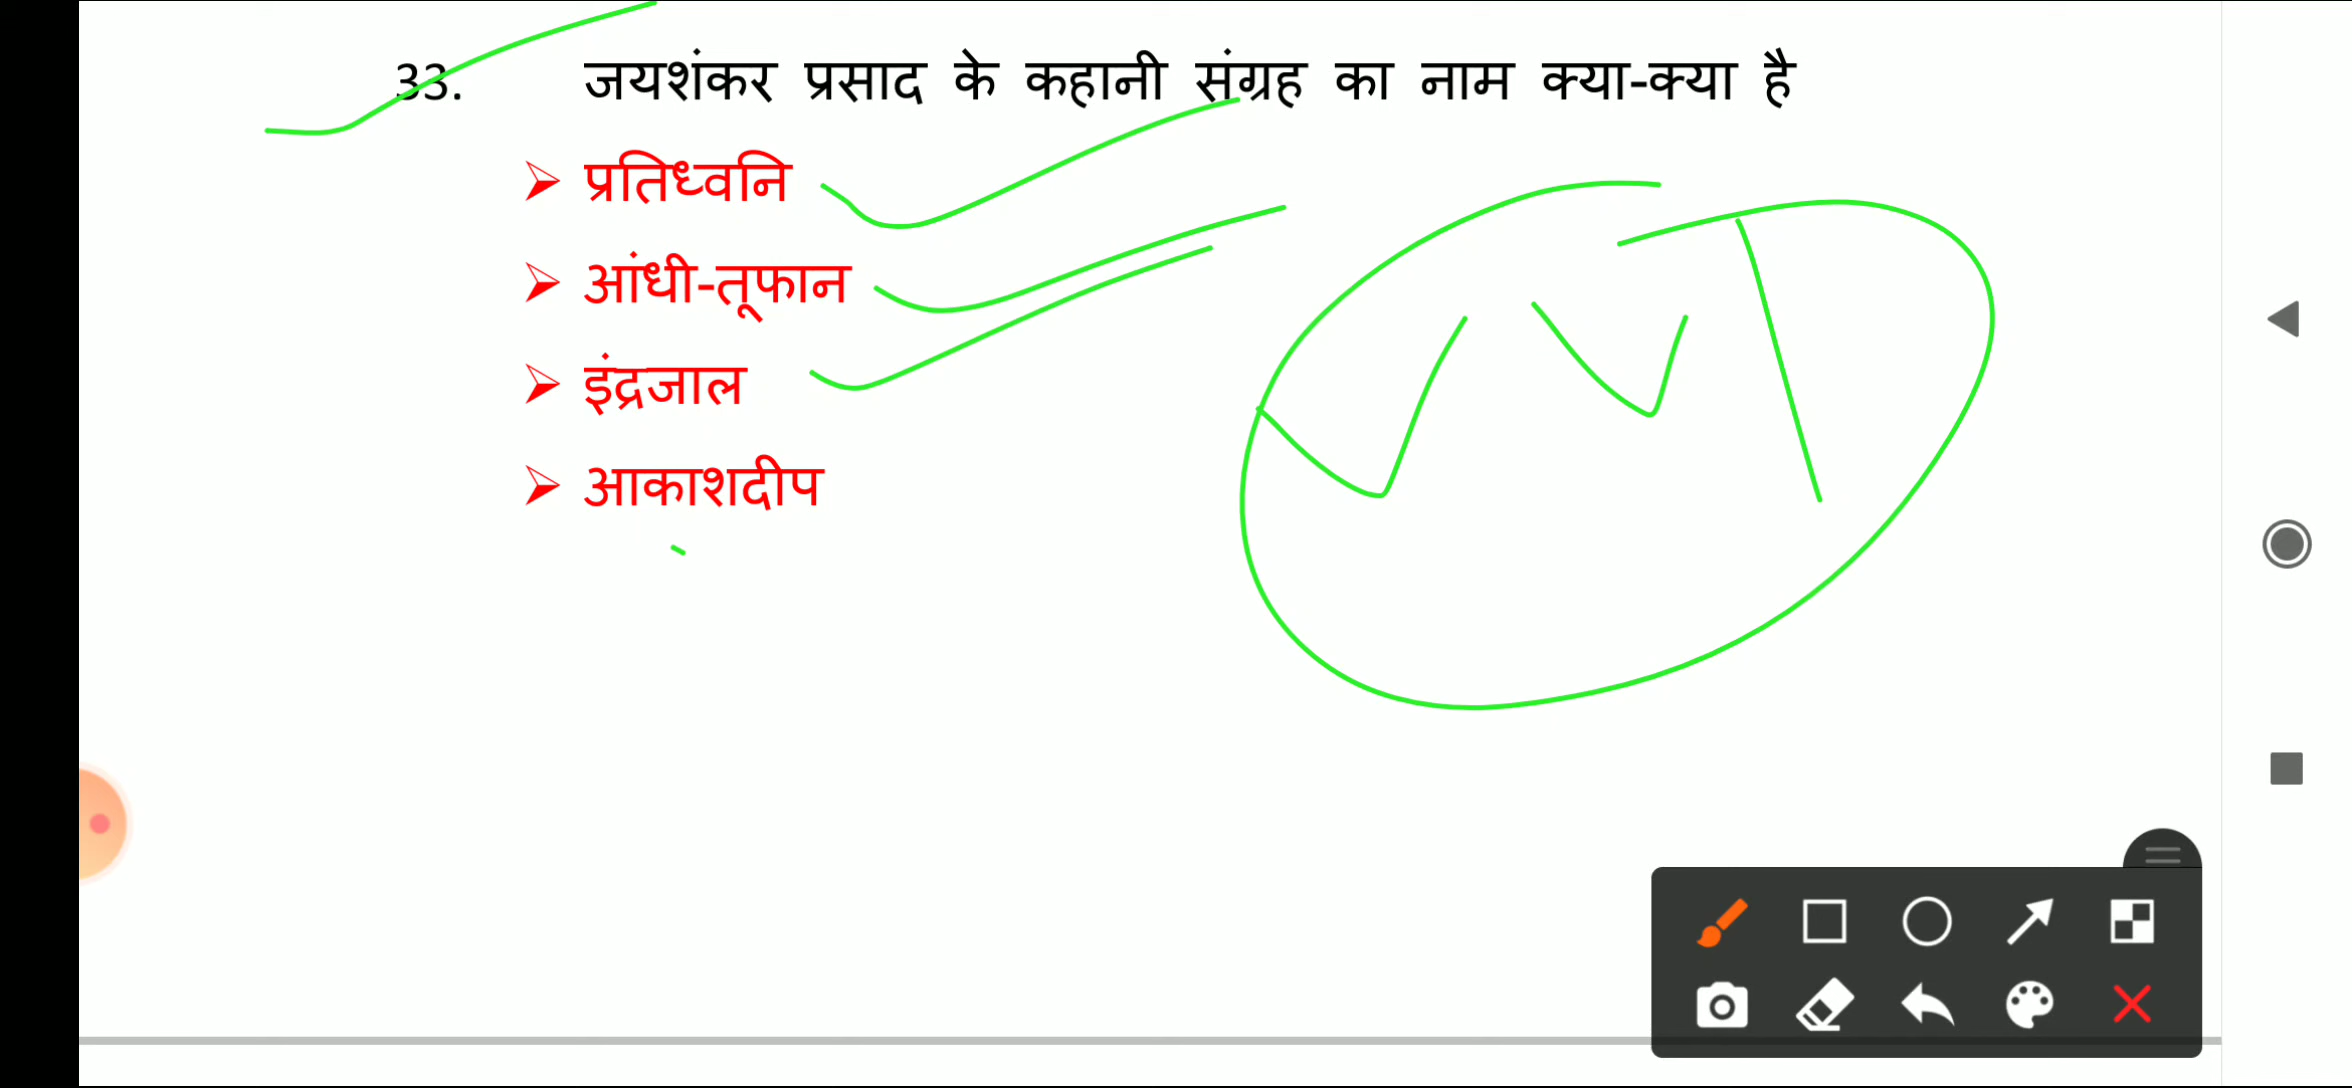 33. जयशंकर प्रसाद के कहानी संग्रह का नाम क्या-क्या है
प्रतिध्वनि
आंधी-तूफान
इंद्रजाल
आकाशदीप